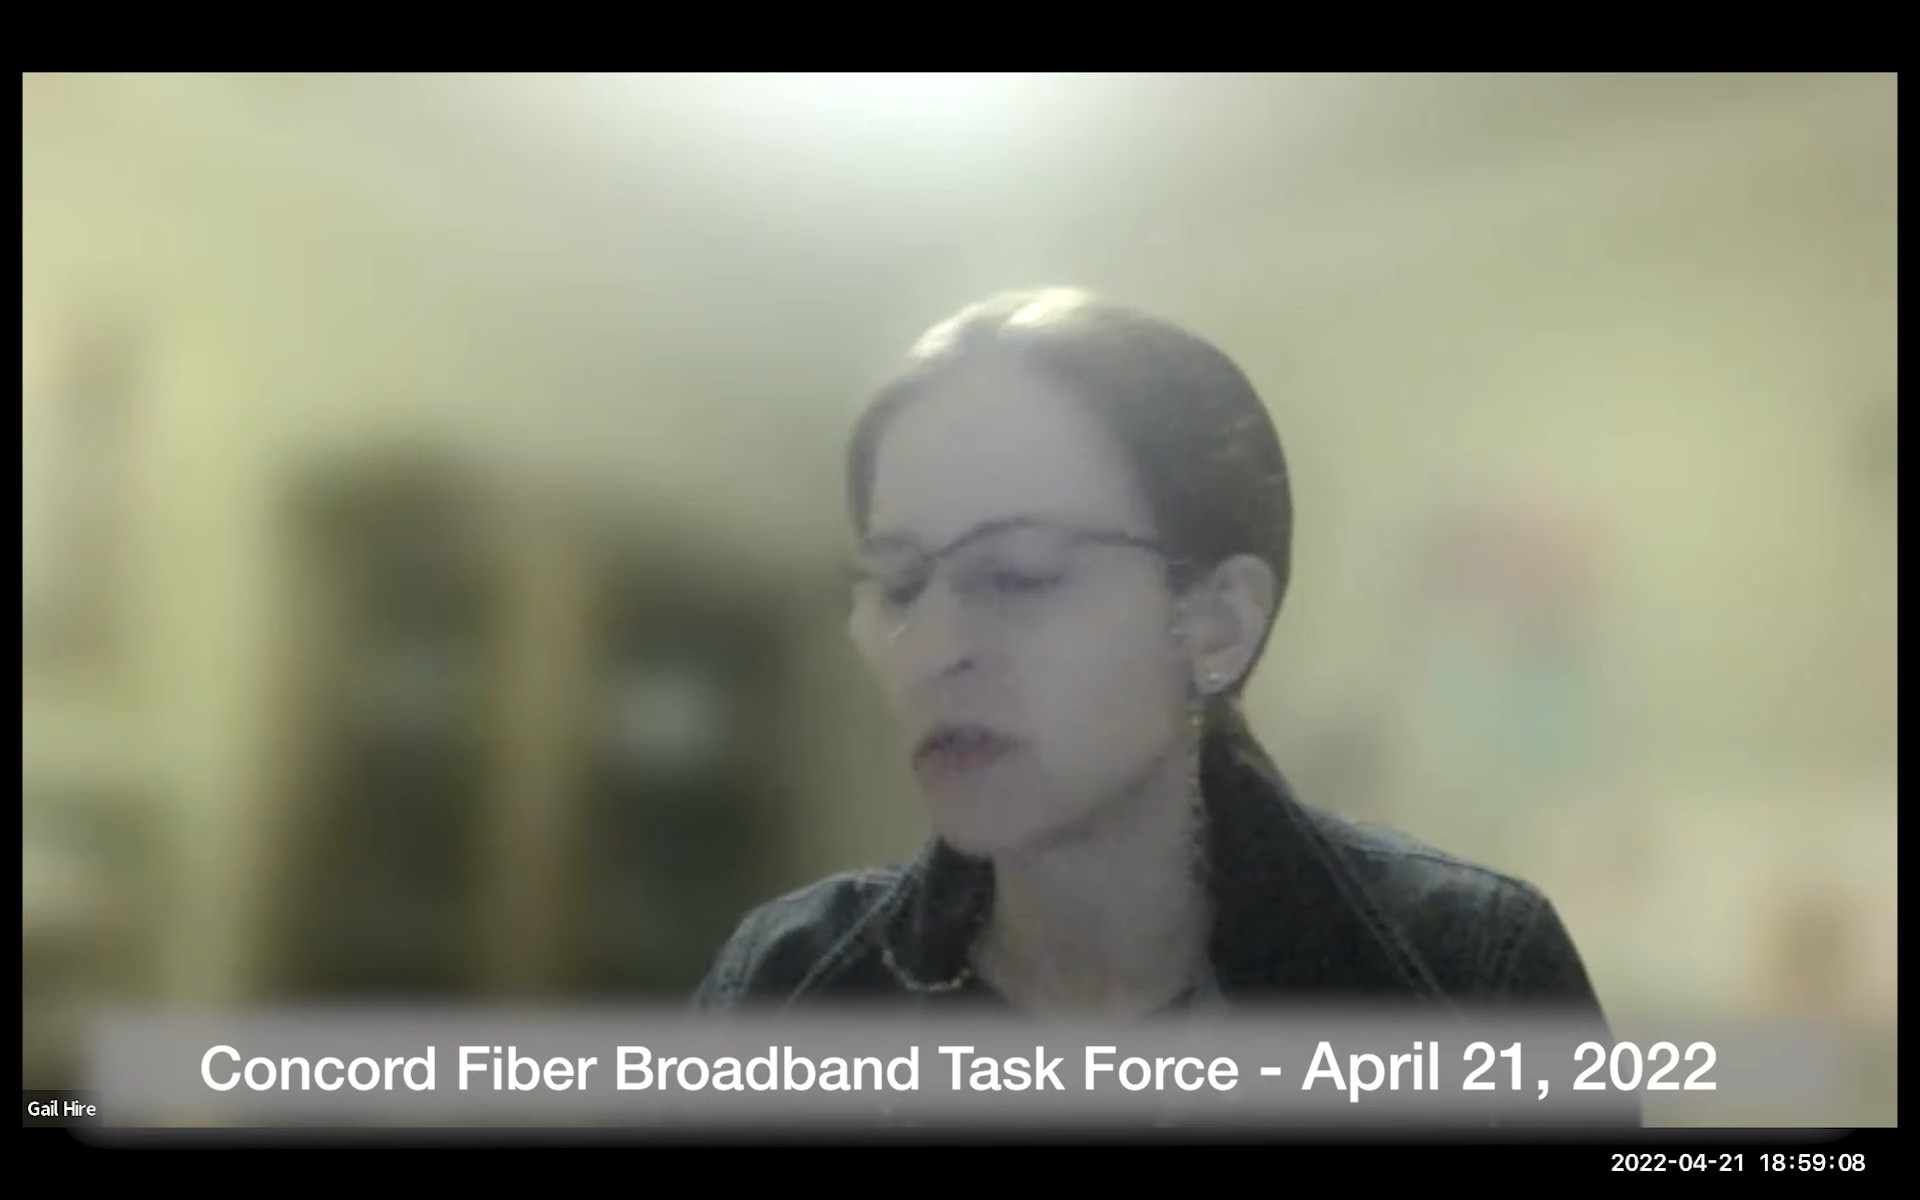 Concord Fiber Broadband Task Force - April 21, 2022
Gail Hire
2022-04-21 18:59:08